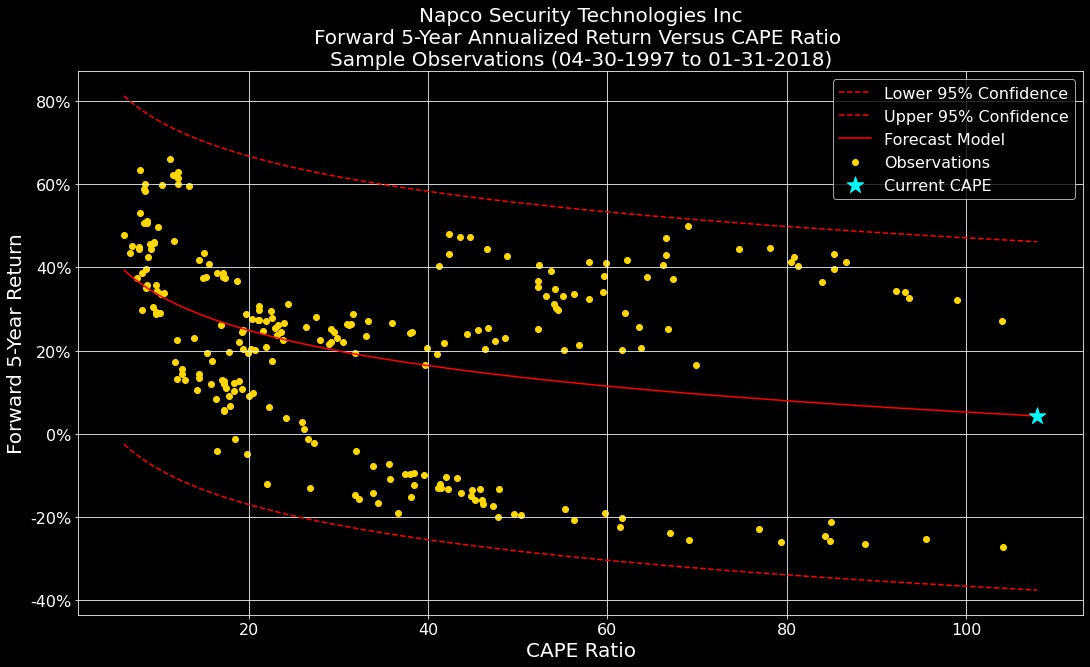 Napco Security Technologies Inc
Forward 5-Year Annualized Return Versus CAPE Ratio
Sample Observations (04-30-1997 to 01-31-2018)
Lower 95% Confidence
Upper 95% Confidence
Forecast Model
Observations
Current CAPE
Forward 5-Year Return
80%
60%
40%
20%
0%
-20%
-40%
20
40
60
80
100
CAPE Ratio